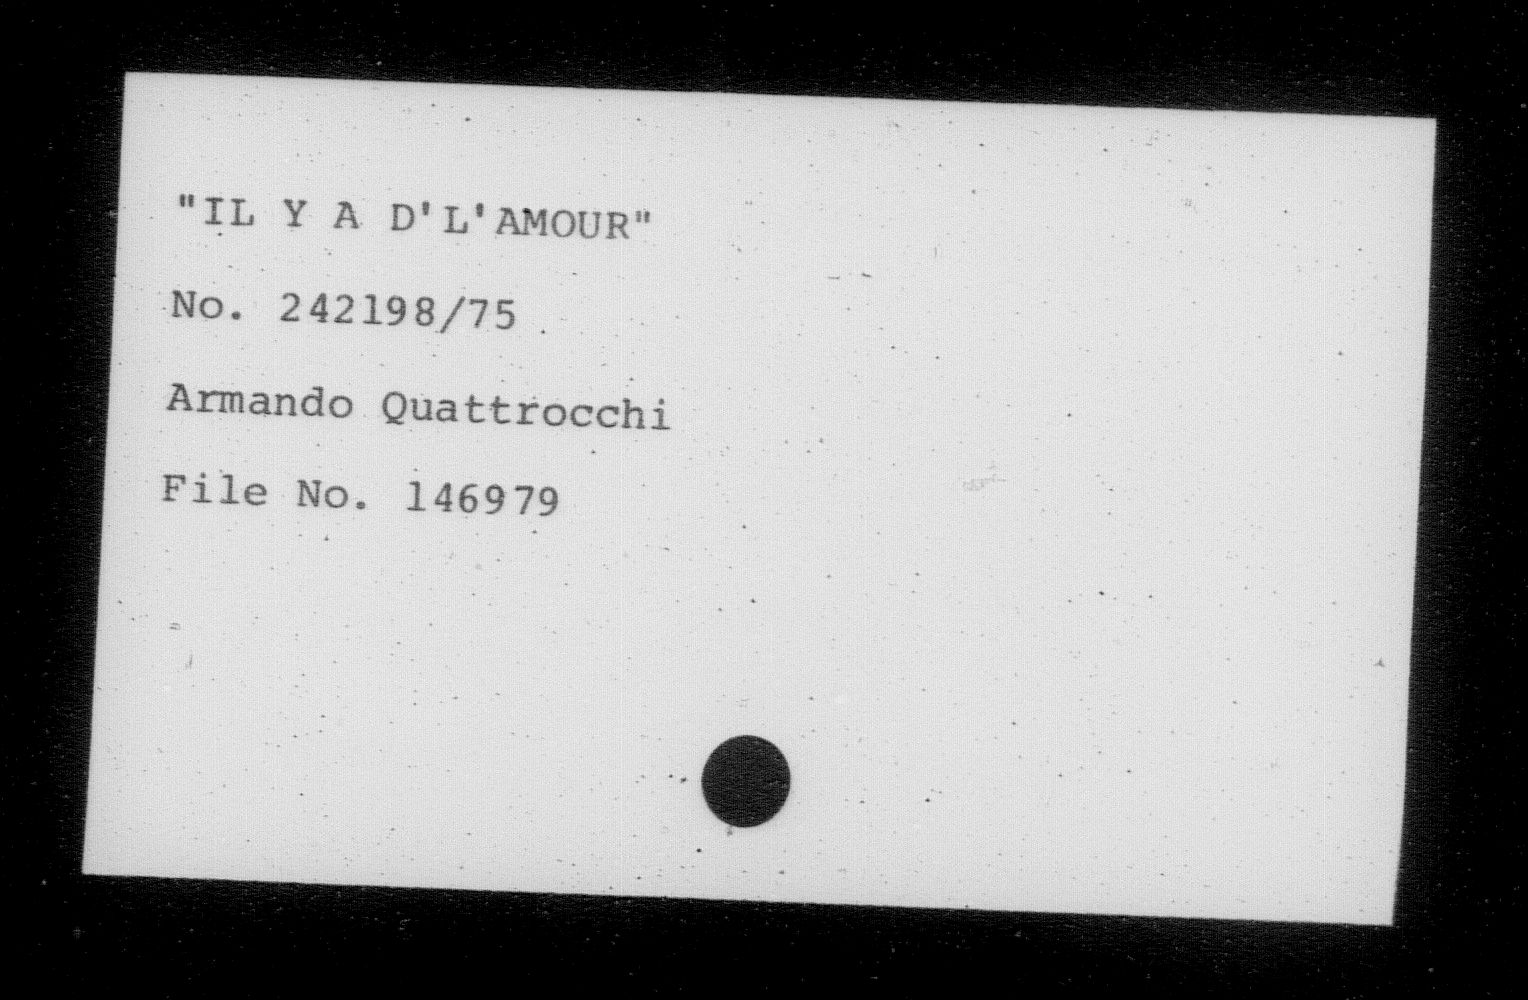 "IL Y A D'L'AMOUR"
No. 242198/75
Armando Quattrocchi
File No. 146979